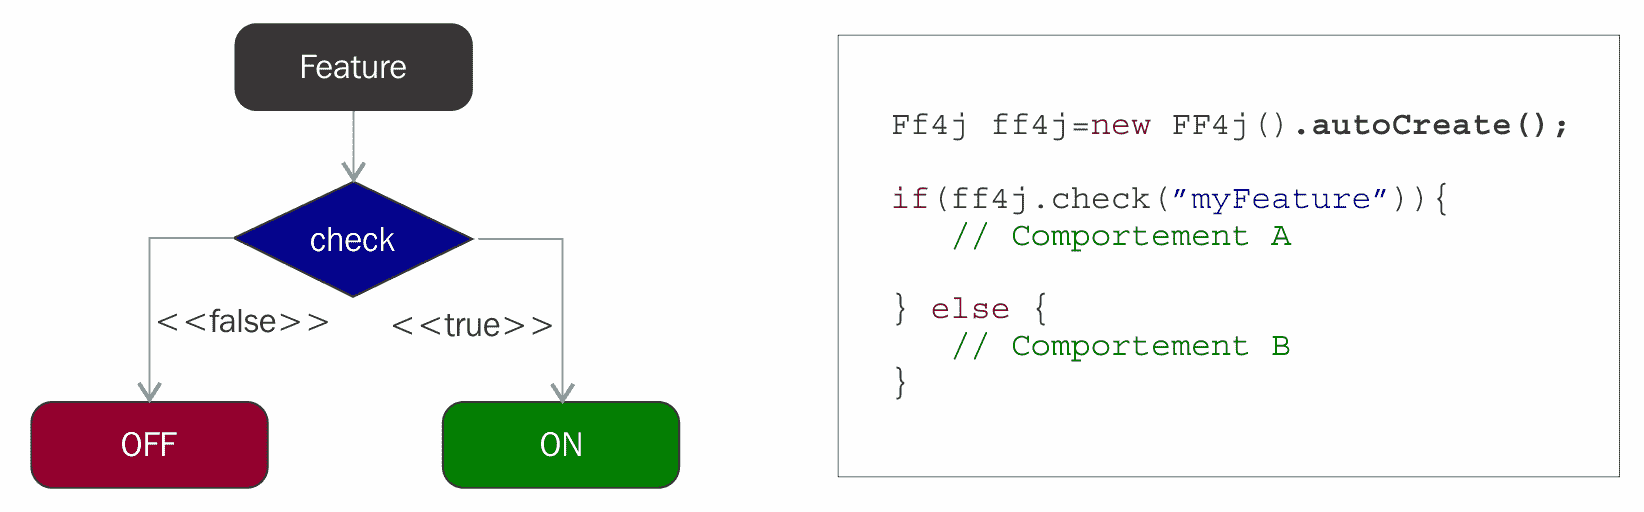 Feature
check
<<false>>
<<true>>
OFF
ON
Ff4j ff4j=new FF4j().autoCreate();
if(ff4j.check(”myFeature”)){
// Comportement A
} else {
// Comportement B
}